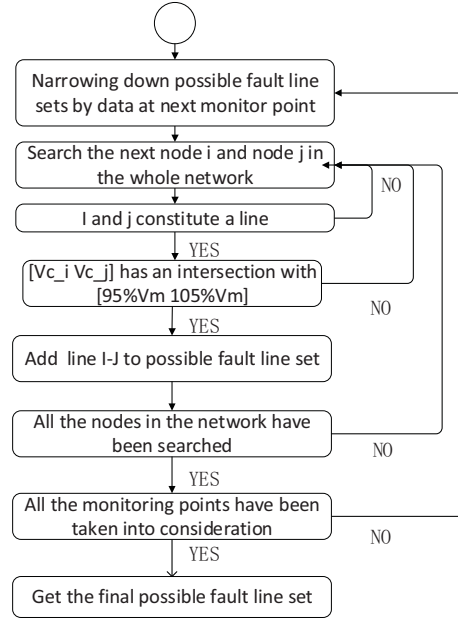 Narrowing down possible fault line
sets by data at next monitor point
Search the next node i and node j in
the whole network
NO
I and j constitute a line
YES
[Vc_i Vc_j] has an intersection with
[95%Vm 105%Vm]
NO
YES
Add line I-J to possible fault line set
All the nodes in the network have
been searched
NO
YES
All the monitoring points have been
taken into consideration
NO
YES
Get the final possible fault line set